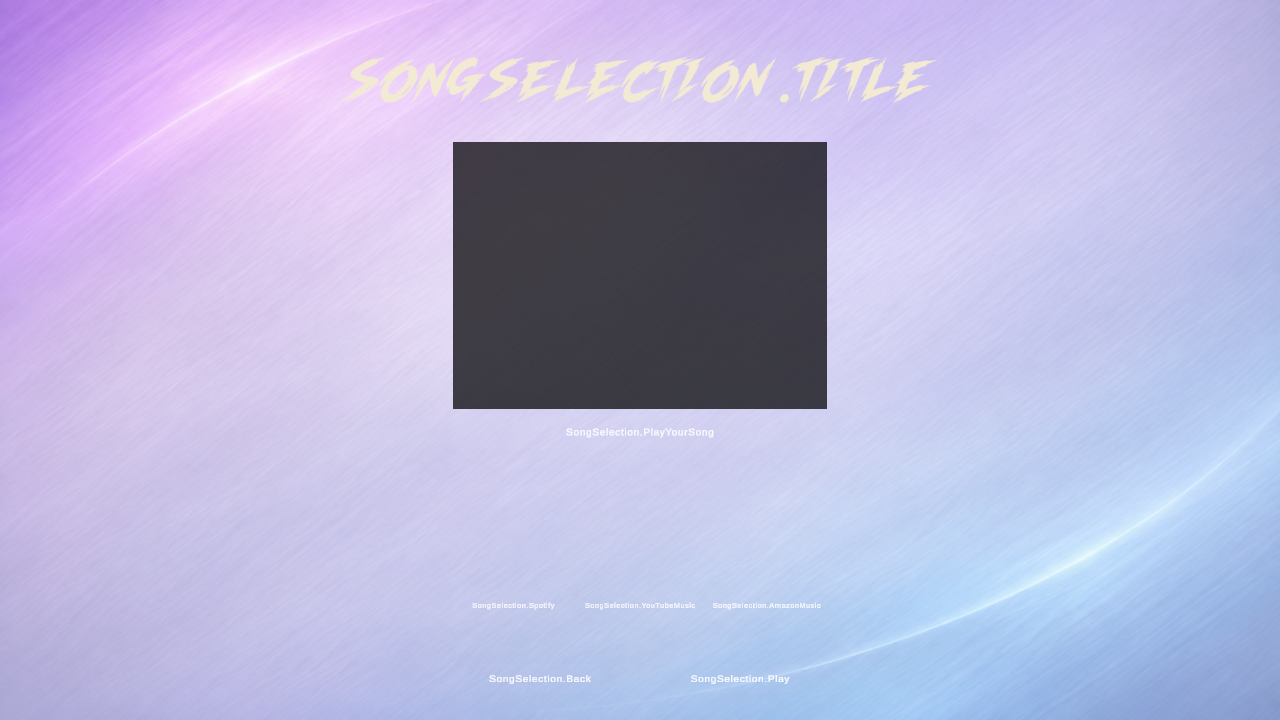 SONGSELECTION.TITLE
SongSelection.PlayYourSong
SongSelection.Spotify SongSelection.YouTubeMusic SongSelection.AmazonMusic
SongSelection.Back SongSelection.Play